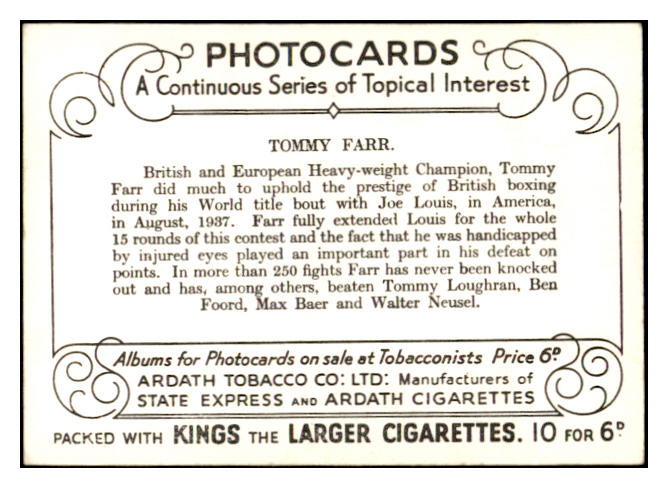 PHOTOCARDS
A Continuous Series of Topical Interest
TOMMY FARR.
British and European Heavy-weight Champion, Tommy
Farr did much to uphold the prestige of British boxing
during his World title bout with Joe Louis, in America,
in August, 1937. Farr fully extended Louis for the whole
15 rounds of this contest and the fact that he was handicapped
by injured eyes played an important part in his defeat on
points. In more than 250 fights Farr has never been knocked
out and has, among others, beaten Tommy Loughran, Ben
Foord, Max Baer and Walter Neusel.
Albums for Photocards on sale at Tobacconists Price 6D.
ARDATH TOBACCO CO: LTD: Manufacturers of
STATE EXPRESS AND ARDATH CIGARETTES
PACKED WITH KINGS THE LARGER CIGARETTES. 10 FOR 6D.